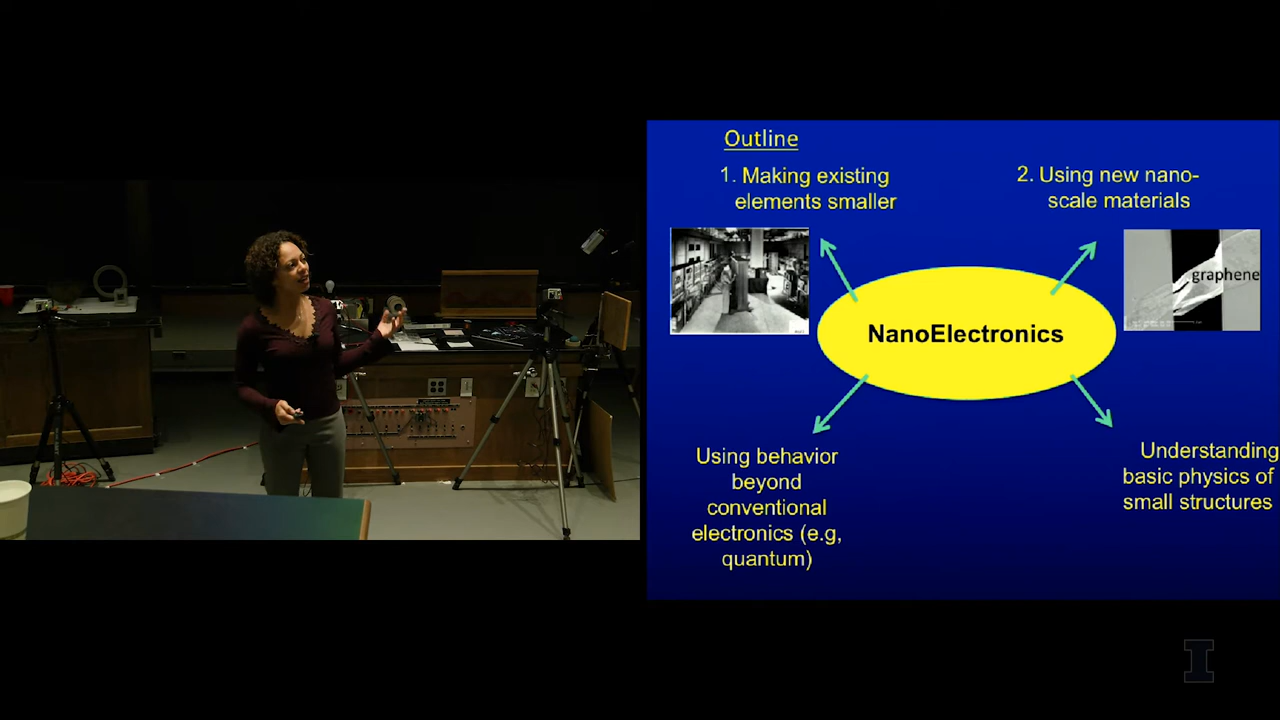 Outline
1. Making existing
elements smaller
2. Using new nano-
scale materials
graphene
NanoElectronics
Using behavior
beyond
conventional
electronics (e.g,
quantum)
Understanding
basic physics of
small structures
I